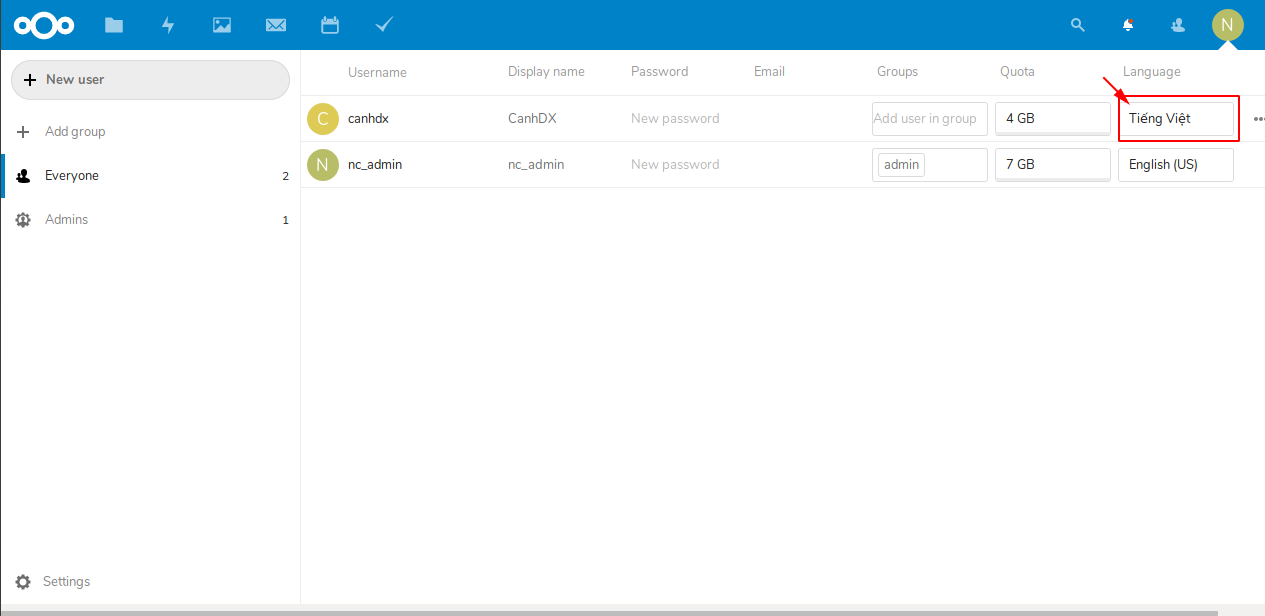 N
New user
Add group
Everyone 2
Admins 1
Settings
Username Display name Password Email Groups Quota Language
C canhdx CanhDX New password Add user in group 4 GB Tiếng Việt
N nc_admin nc_admin New password admin 7 GB English (US)